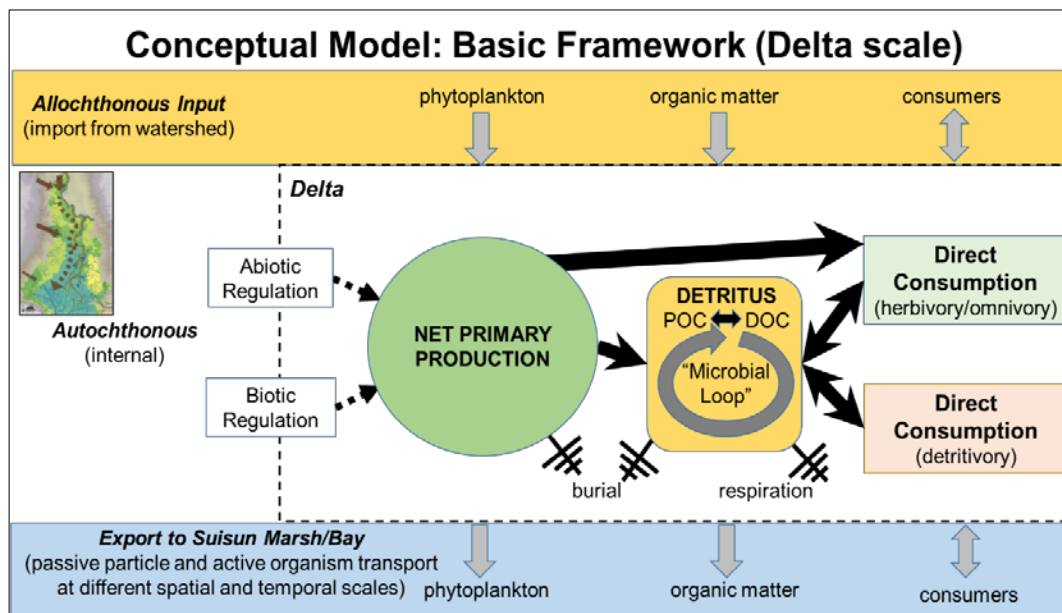 Conceptual Model: Basic Framework (Delta scale)
Allochthonous Input
(import from watershed)
phytoplankton
organic matter
consumers
Delta
Abiotic
Regulation
Autochthonous
(internal)
Biotic
Regulation
NET PRIMARY
PRODUCTION
DETRITUS
POC DOC
“Microbial
Loop”
Direct
Consumption
(herbivory/omnivory)
Direct
Consumption
(detritivory)
burial
respiration
Export to Suisun Marsh/Bay
(passive particle and active organism transport
at different spatial and temporal scales)
phytoplankton
organic matter
consumers